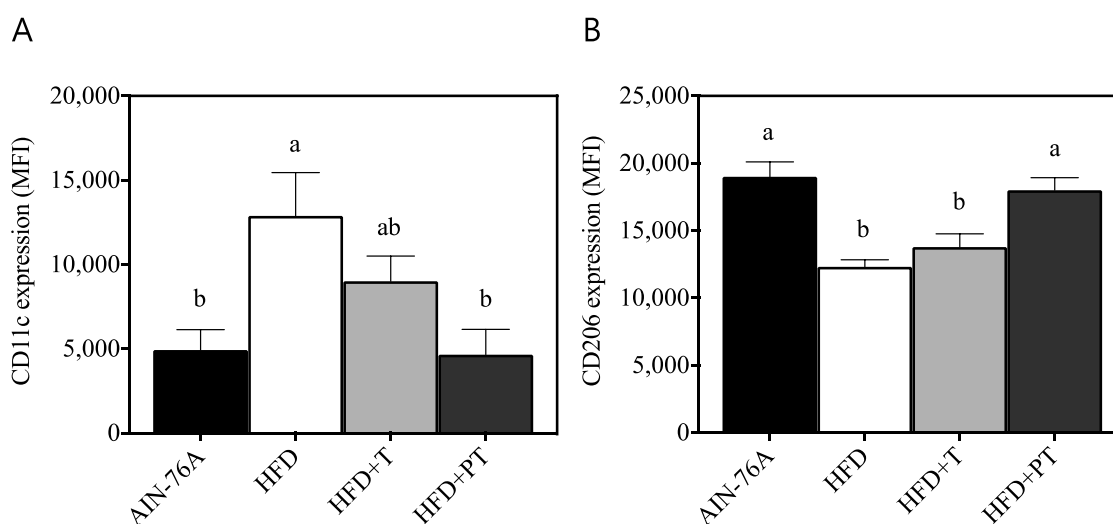 A
CD11c expression (MFI)
20,000
15,000
10,000
5,000
0
b
a
ab
b
AIN-76A
HFD
HFD+T
HFD+PT
B
CD206 expression (MFI)
25,000
20,000
15,000
10,000
5,000
0
a
b
b
a
AIN-76A
HFD
HFD+T
HFD+PT